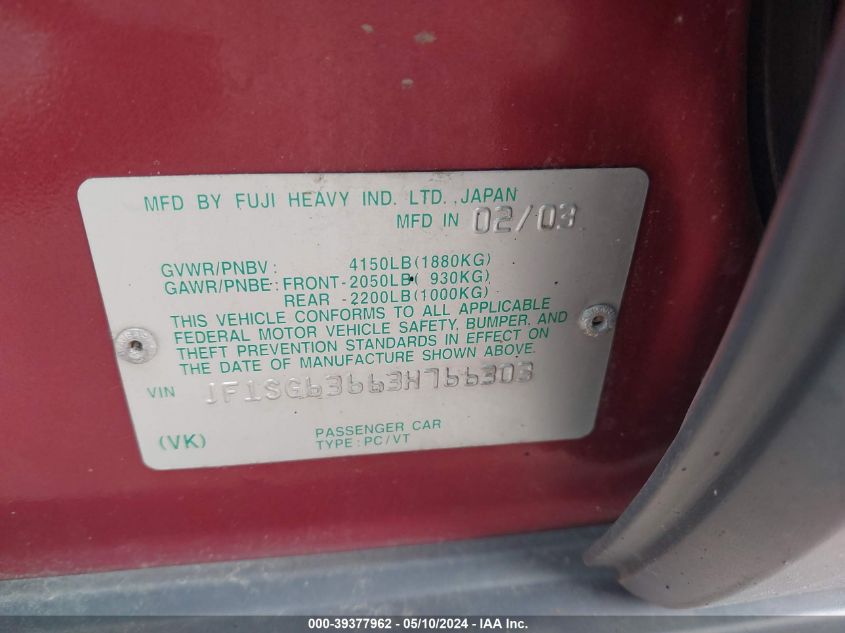 MFD BY FUJI HEAVY IND. LTD., JAPAN
MFD IN 02/03
GVWR/PNBV : 4150LB(1880KG)
GAWR/PNBE : FRONT-2050LB( 930KG)
REAR -2200LB(1000KG)
THIS VEHICLE CONFORMS TO ALL APPLICABLE
FEDERAL MOTOR VEHICLE SAFETY, BUMPER, AND
THEFT PREVENTION STANDARDS IN EFFECT ON
THE DATE OF MANUFACTURE SHOWN ABOVE.
VIN JF1SG63663H766303
(VK) PASSENGER CAR
TYPE : PC/VT
000-39377962 - 05/10/2024 - IAA Inc.